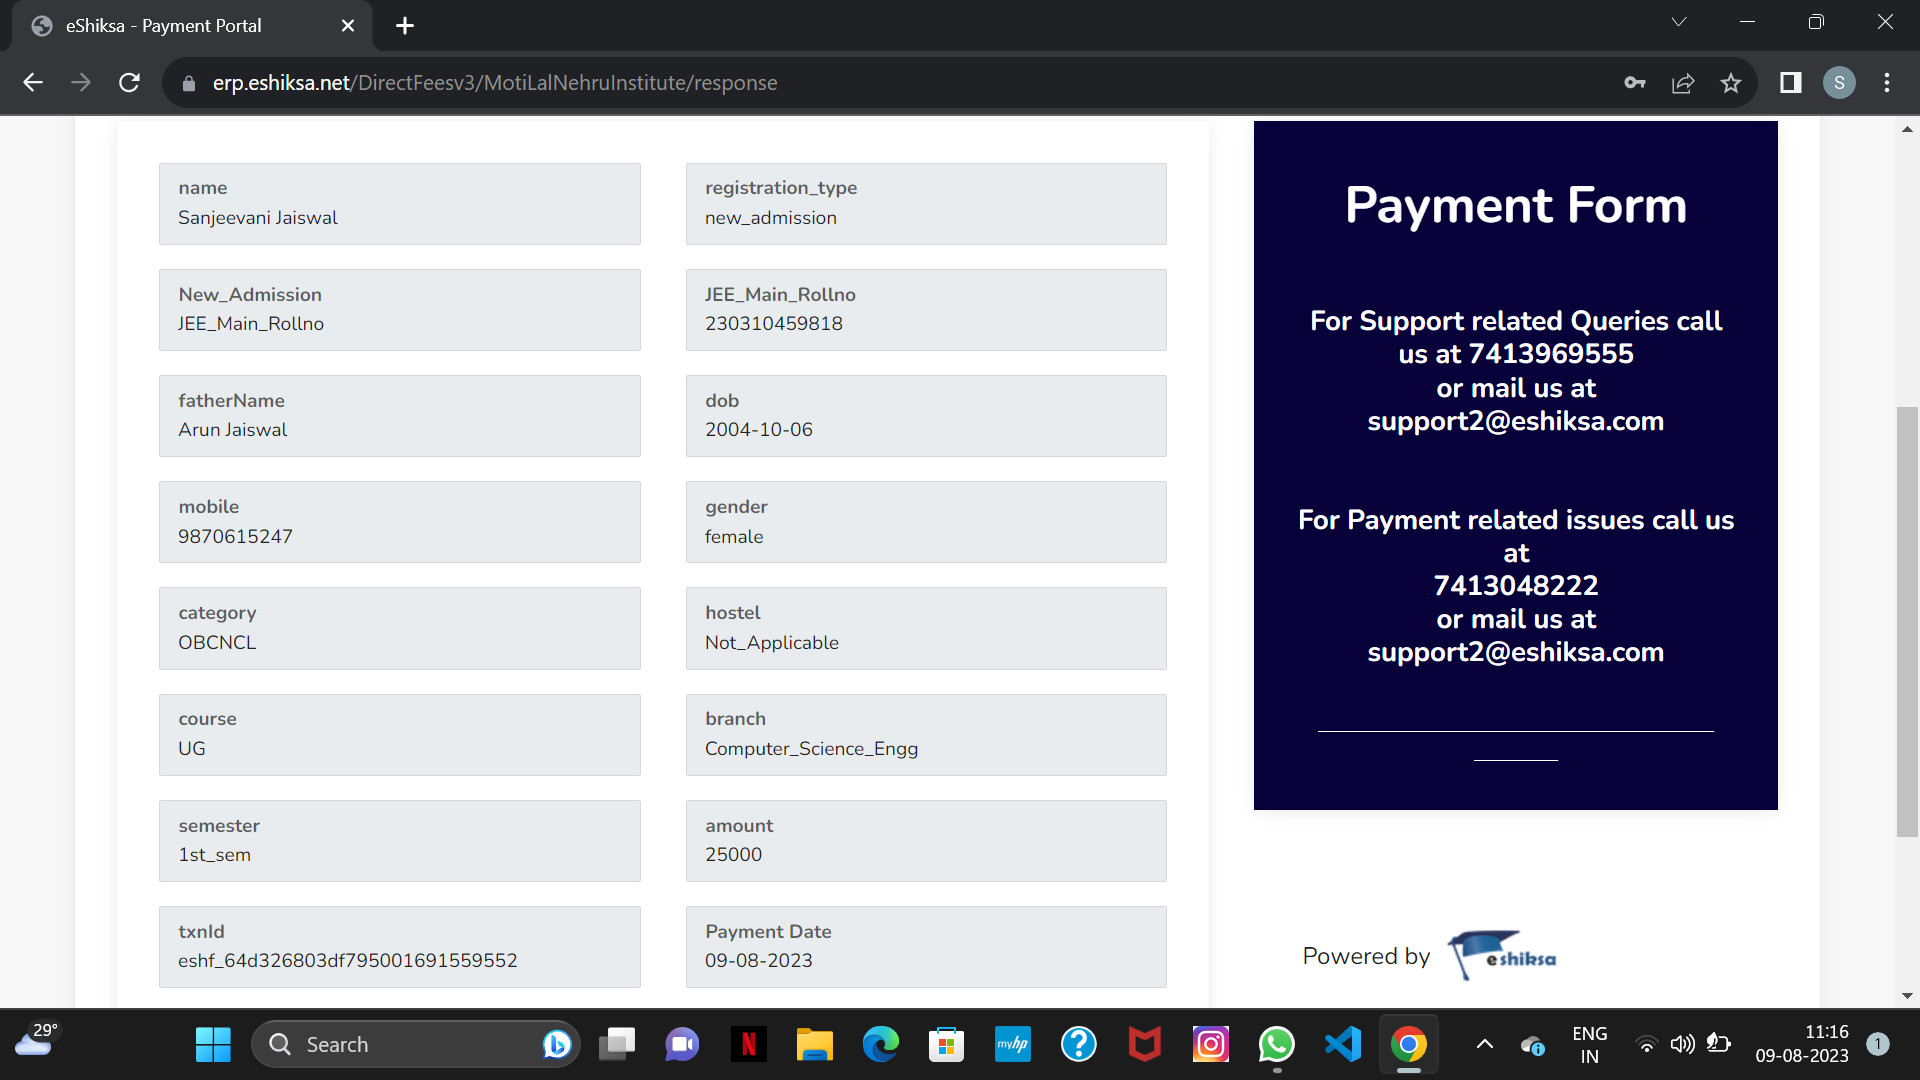 eShiksa - Payment Portal
erp.eshiksa.net/DirectFeesv3/MotiLalNehruInstitute/response
S
name
Sanjeevani Jaiswal
registration_type
new_admission
New_Admission
JEE_Main_Rollno
JEE_Main_Rollno
230310459818
fatherName
Arun Jaiswal
dob
2004-10-06
mobile
9870615247
gender
female
category
OBCNCL
hostel
Not_Applicable
course
UG
branch
Computer_Science_Engg
semester
1st_sem
amount
25000
txnId
eshf_64d326803df795001691559552
Payment Date
09-08-2023
Payment Form
For Support related Queries call
us at 7413969555
or mail us at
support2@eshiksa.com
For Payment related issues call us
at
7413048222
or mail us at
support2@eshiksa.com
Powered by
eshiksa
29°
Search
N
myhp
?
ENG
IN
11:16
09-08-2023
1